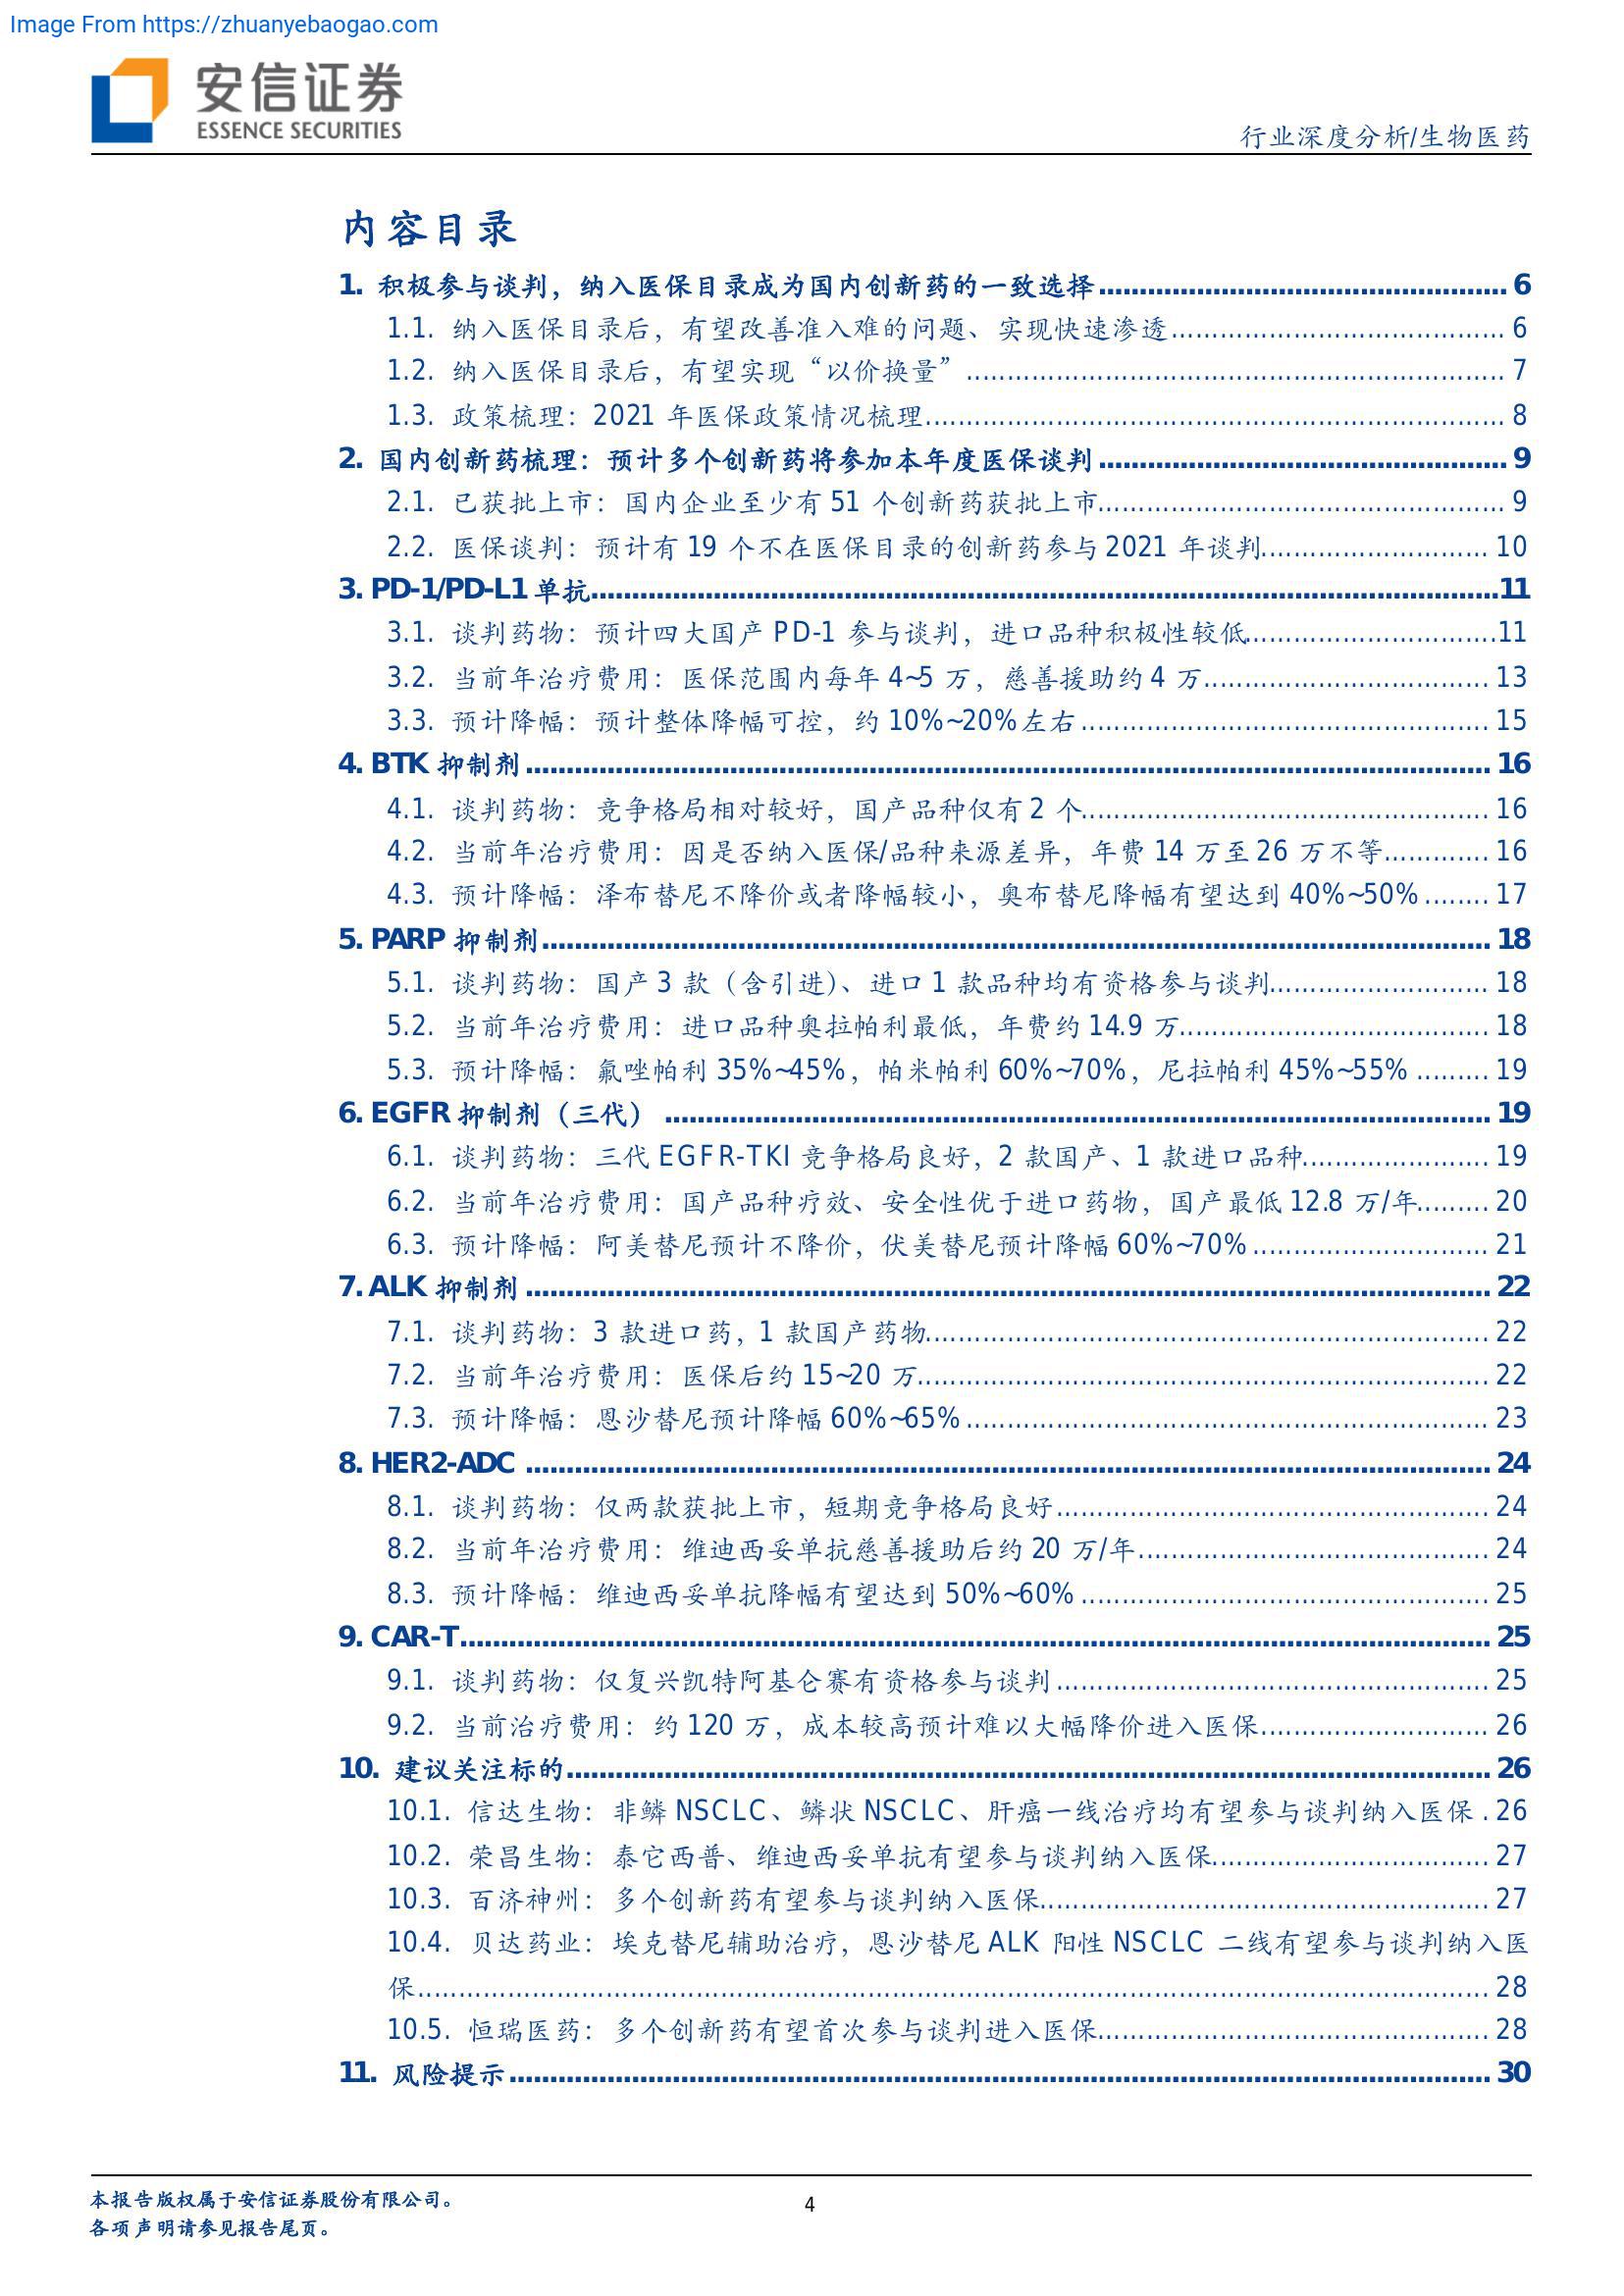 Image From https://zhuanyebaogao.com
安信证券
ESSENCE SECURITIES
行业深度分析/生物医药
内容目录
1. 积极参与谈判，纳入医保目录成为国内创新药的一致选择 6
1.1. 纳入医保目录后，有望改善准入难的问题、实现快速渗透 6
1.2. 纳入医保目录后，有望实现“以价换量” 7
1.3. 政策梳理：2021 年医保政策情况梳理 8
2. 国内创新药梳理：预计多个创新药将参加本年度医保谈判 9
2.1. 已获批上市：国内企业至少有 51 个创新药获批上市 9
2.2. 医保谈判：预计有 19 个不在医保目录的创新药参与 2021 年谈判 10
3. PD-1/PD-L1 单抗 11
3.1. 谈判药物：预计四大国产 PD-1 参与谈判，进口品种积极性较低 11
3.2. 当前年治疗费用：医保范围内每年 4~5 万，慈善援助约 4 万 13
3.3. 预计降幅：预计整体降幅可控，约 10%~20%左右 15
4. BTK 抑制剂 16
4.1. 谈判药物：竞争格局相对较好，国产品种仅有 2 个 16
4.2. 当前年治疗费用：因是否纳入医保/品种来源差异，年费 14 万至 26 万不等 16
4.3. 预计降幅：泽布替尼不降价或者降幅较小，奥布替尼降幅有望达到 40%~50% 17
5. PARP 抑制剂 18
5.1. 谈判药物：国产 3 款（含引进）、进口 1 款品种均有资格参与谈判 18
5.2. 当前年治疗费用：进口品种奥拉帕利最低，年费约 14.9 万 18
5.3. 预计降幅：氟唑帕利 35%~45%，帕米帕利 60%~70%，尼拉帕利 45%~55% 19
6. EGFR 抑制剂（三代） 19
6.1. 谈判药物：三代 EGFR-TKI 竞争格局良好，2 款国产、1 款进口品种 19
6.2. 当前年治疗费用：国产品种疗效、安全性优于进口药物，国产最低 12.8 万/年 20
6.3. 预计降幅：阿美替尼预计不降价，伏美替尼预计降幅 60%~70% 21
7. ALK 抑制剂 22
7.1. 谈判药物：3 款进口药，1 款国产药物 22
7.2. 当前年治疗费用：医保后约 15~20 万 22
7.3. 预计降幅：恩沙替尼预计降幅 60%~65% 23
8. HER2-ADC 24
8.1. 谈判药物：仅两款获批上市，短期竞争格局良好 24
8.2. 当前年治疗费用：维迪西妥单抗慈善援助后约 20 万/年 24
8.3. 预计降幅：维迪西妥单抗降幅有望达到 50%~60% 25
9. CAR-T 25
9.1. 谈判药物：仅复兴凯特阿基仑赛有资格参与谈判 25
9.2. 当前治疗费用：约 120 万，成本较高预计难以大幅降价进入医保 26
10. 建议关注标的 26
10.1. 信达生物：非鳞 NSCLC、鳞状 NSCLC、肝癌一线治疗均有望参与谈判纳入医保 . 26
10.2. 荣昌生物：泰它西普、维迪西妥单抗有望参与谈判纳入医保 27
10.3. 百济神州：多个创新药有望参与谈判纳入医保 27
10.4. 贝达药业：埃克替尼辅助治疗，恩沙替尼 ALK 阳性 NSCLC 二线有望参与谈判纳入医
保 28
10.5. 恒瑞医药：多个创新药有望首次参与谈判进入医保 28
11. 风险提示 30
本报告版权属于安信证券股份有限公司。
4
各项声明请参见报告尾页。